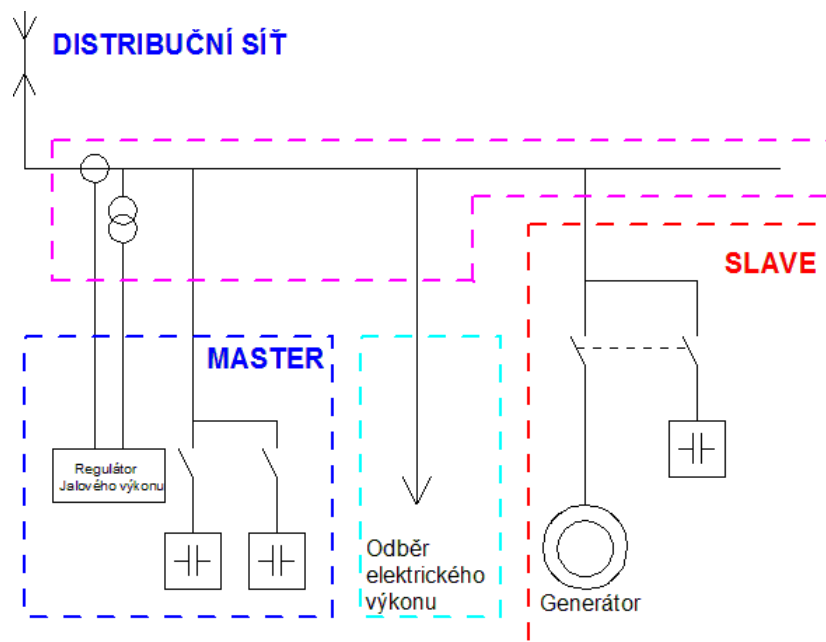 DISTRIBUČNÍ SÍŤ
SLAVE
MASTER
Regulátor
Jalového výkonu
Odběr
elektrického
výkonu
Generátor